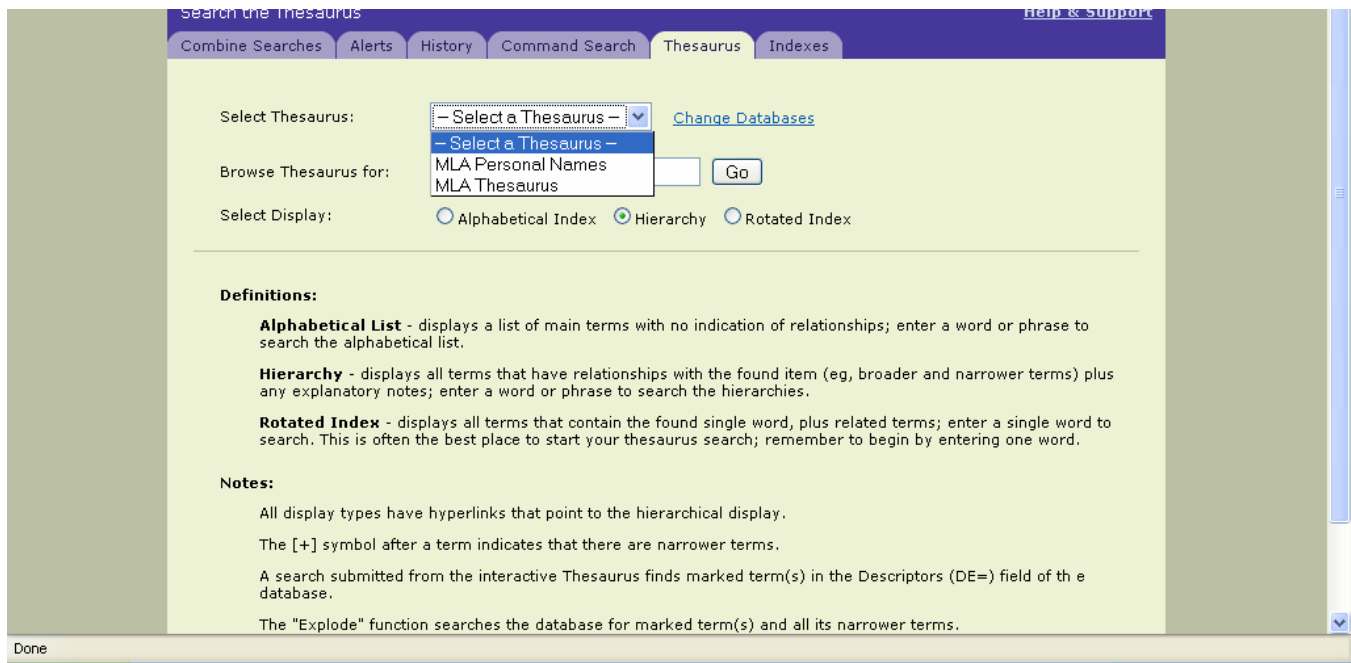 Search the Thesaurus Help & Support
Combine Searches Alerts History Command Search Thesaurus Indexes
Select Thesaurus: – Select a Thesaurus – Change Databases
– Select a Thesaurus –
MLA Personal Names
Browse Thesaurus for: Go
MLA Thesaurus
Select Display: Alphabetical Index Hierarchy Rotated Index
Definitions:
Alphabetical List - displays a list of main terms with no indication of relationships; enter a word or phrase to
search the alphabetical list.
Hierarchy - displays all terms that have relationships with the found item (eg, broader and narrower terms) plus
any explanatory notes; enter a word or phrase to search the hierarchies.
Rotated Index - displays all terms that contain the found single word, plus related terms; enter a single word to
search. This is often the best place to start your thesaurus search; remember to begin by entering one word.
Notes:
All display types have hyperlinks that point to the hierarchical display.
The [+] symbol after a term indicates that there are narrower terms.
A search submitted from the interactive Thesaurus finds marked term(s) in the Descriptors (DE=) field of th e
database.
The "Explode" function searches the database for marked term(s) and all its narrower terms.
Done